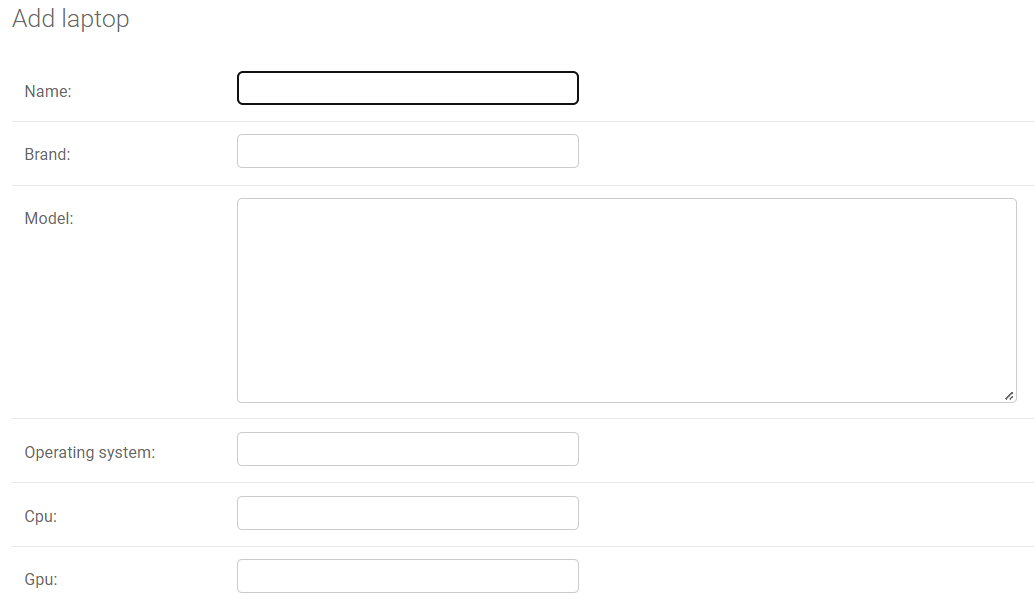 Add laptop
Name:
Brand:
Model:
Operating system:
Cpu:
Gpu: